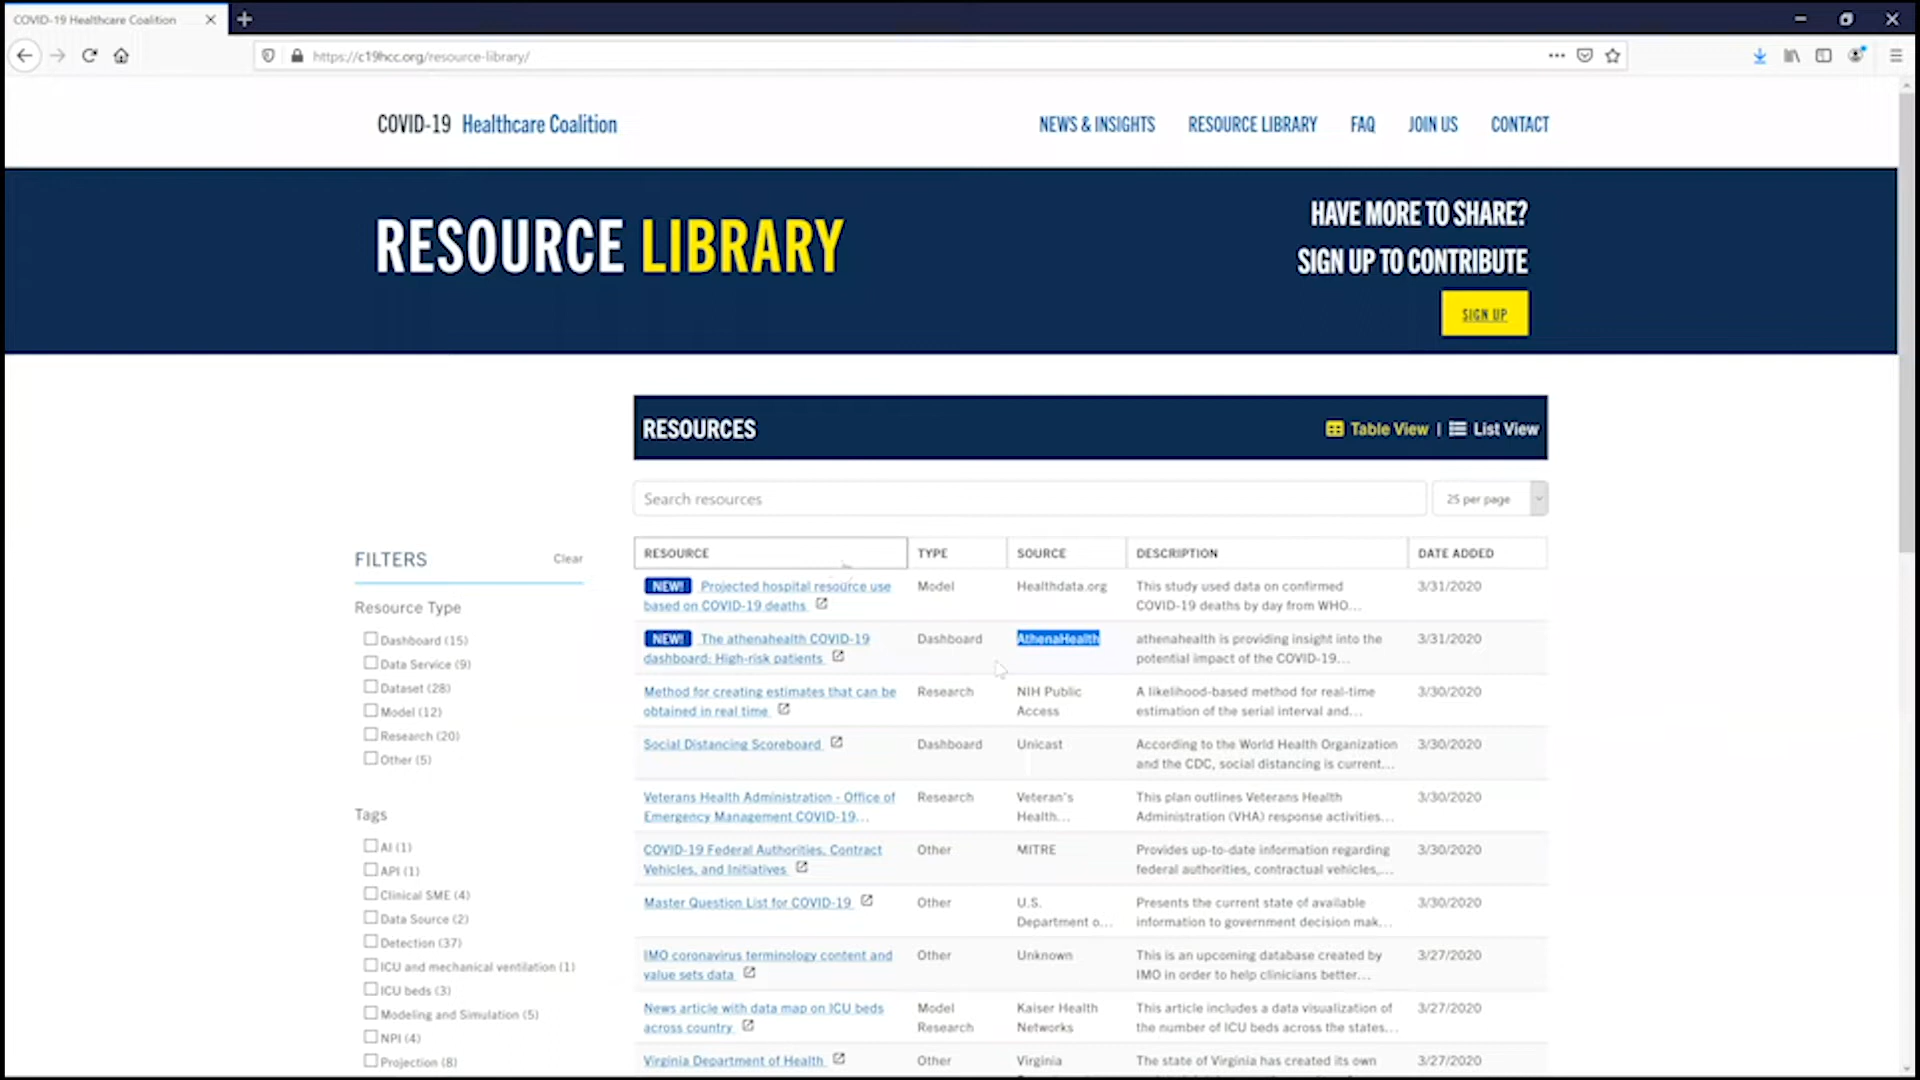 COVID-19 Healthcare Coalition
https://c19hcc.org/resource-library/
COVID-19 Healthcare Coalition
NEWS & INSIGHTS RESOURCE LIBRARY FAQ JOIN US CONTACT
RESOURCE LIBRARY
HAVE MORE TO SHARE?
SIGN UP TO CONTRIBUTE
SIGN UP
RESOURCES
Table View | List View
Search resources
25 per page
FILTERS Clear
Resource Type
Dashboard (15)
Data Service (9)
Dataset (28)
Model (12)
Research (20)
Other (5)
Tags
AI (1)
API (1)
Clinical SME (4)
Data Source (2)
Detection (37)
ICU and mechanical ventilation (1)
ICU beds (3)
Modeling and Simulation (5)
NPI (4)
Projection (8)
RESOURCE TYPE SOURCE DESCRIPTION DATE ADDED
NEW! Projected hospital resource use Model Healthdata.org This study used data on confirmed 3/31/2020
based on COVID-19 deaths COVID-19 deaths by day from WHO...
NEW! The athenahealth COVID-19 Dashboard AthenaHealth athenahealth is providing insight into the 3/31/2020
dashboard: High-risk patients potential impact of the COVID-19...
Method for creating estimates that can be Research NIH Public A likelihood-based method for real-time 3/30/2020
obtained in real time Access estimation of the serial interval and...
Social Distancing Scoreboard Dashboard Unicast According to the World Health Organization 3/30/2020
and the CDC, social distancing is current...
Veterans Health Administration - Office of Research Veteran's This plan outlines Veterans Health 3/30/2020
Emergency Management COVID-19... Health... Administration (VHA) response activities...
COVID-19 Federal Authorities, Contract Other MITRE Provides up-to-date information regarding 3/30/2020
Vehicles, and Initiatives federal authorities, contractual vehicles,...
Master Question List for COVID-19 Other U.S. Presents the current state of available 3/30/2020
Department o... information to government decision mak...
IMO coronavirus terminology content and Other Unknown This is an upcoming database created by 3/27/2020
value sets data IMO in order to help clinicians better...
News article with data map on ICU beds Model Kaiser Health This article includes a data visualization of 3/27/2020
across country Research Networks the number of ICU beds across the states...
Virginia Department of Health Other Virginia The state of Virginia has created its own 3/27/2020